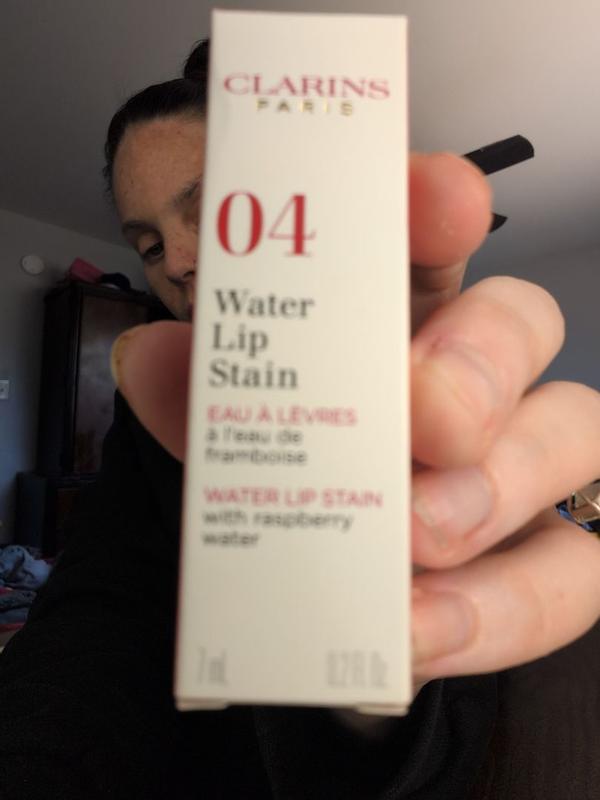 CLARINS
PARIS
04
Water
Lip
Stain
EAU À LÈVRES
à l'eau de
framboise
WATER LIP STAIN
with raspberry
water
7 mL 0.2 Fl. Oz.